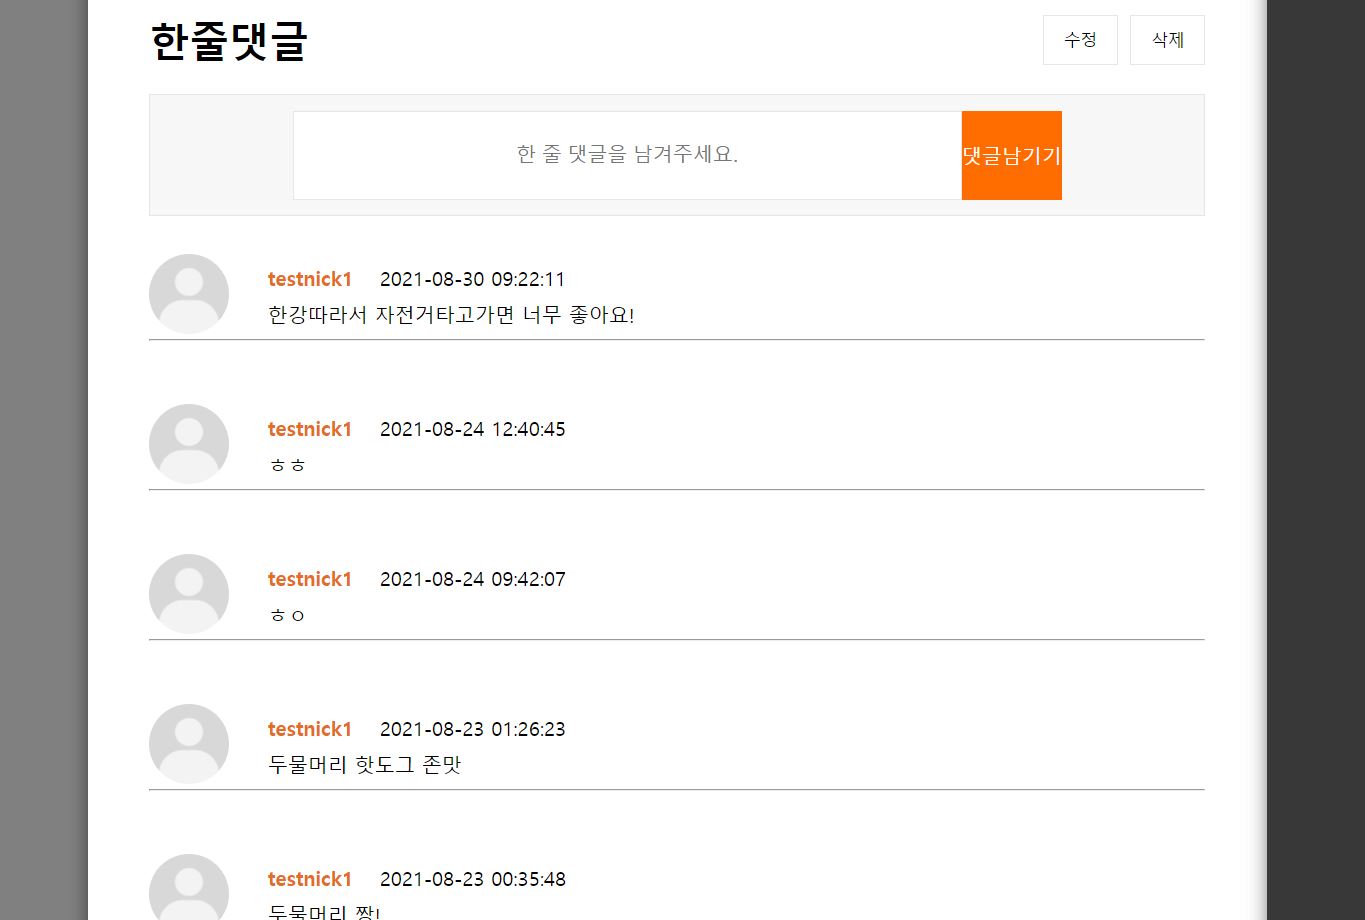 한줄댓글
수정 삭제
한 줄 댓글을 남겨주세요. 댓글남기기
testnick1 2021-08-30 09:22:11
한강따라서 자전거타고가면 너무 좋아요!
testnick1 2021-08-24 12:40:45
ㅎㅎ
testnick1 2021-08-24 09:42:07
ㅎㅇ
testnick1 2021-08-23 01:26:23
두물머리 핫도그 존맛
testnick1 2021-08-23 00:35:48
두물머리 짱!